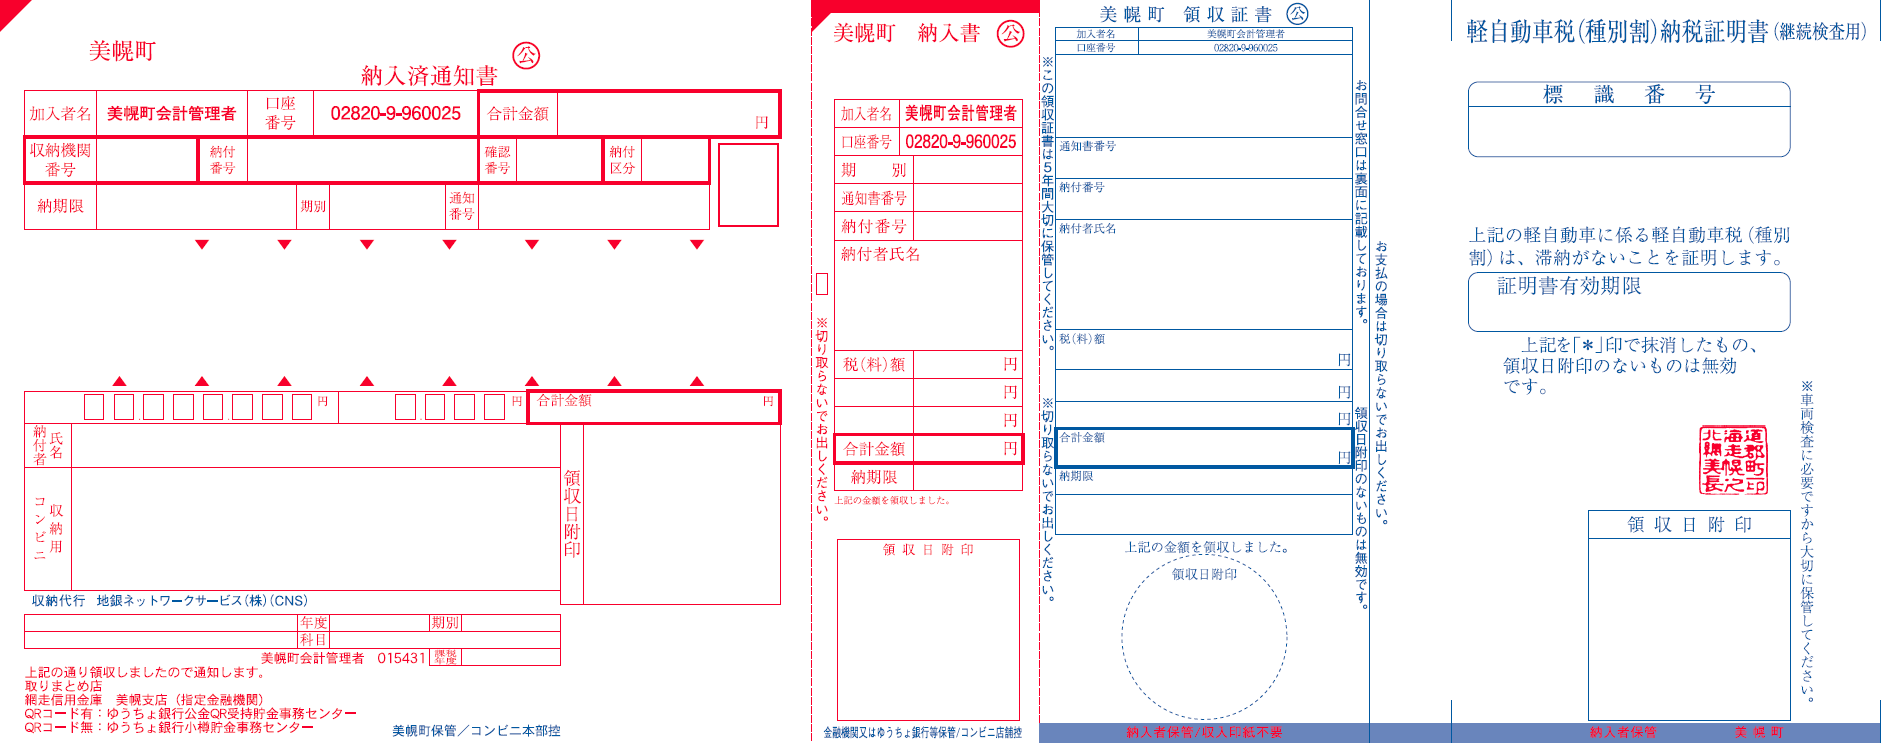 美幌町
納入済通知書 公
加入者名 美幌町会計管理者 口座番号 02820-9-960025 合計金額 円
収納機関番号 納付番号 確認番号 納付区分
納期限 期別 通知番号
円 円 合計金額 円
納付者氏名
コンビニ収納用
領収日附印
収納代行 地銀ネットワークサービス(株)(CNS)
年度 期別
科目
美幌町会計管理者 015431 課税年度
上記の通り領収しましたので通知します。
取りまとめ店
網走信用金庫 美幌支店(指定金融機関)
QRコード有:ゆうちょ銀行公金QR受持貯金事務センター
QRコード無:ゆうちょ銀行小樽貯金事務センター
美幌町保管/コンビニ本部控
美幌町 納入書 公
加入者名 美幌町会計管理者
口座番号 02820-9-960025
期別
通知書番号
納付番号
納付者氏名
税(料)額 円
円
円
合計金額 円
納期限
上記の金額を領収しました。
※切り取らないでお出しください。
領収日附印
金融機関又はゆうちょ銀行等保管/コンビニ店舗控
美幌町 領収証書 公
加入者名 美幌町会計管理者
口座番号 02820-9-960025
通知書番号
納付番号
納付者氏名
税(料)額
円
円
円
合計金額
円
納期限
上記の金額を領収しました。
領収日附印
※この領収証書は5年間大切に保管してください。
※切り取らないでお出しください。
お問合せ窓口は裏面に記載しております。
領収日附印のないものは無効です。
お支払の場合は切り取らないでお出しください。
納入者保管/収入印紙不要
軽自動車税(種別割)納税証明書(継続検査用)
標識番号
上記の軽自動車に係る軽自動車税(種別
割)は、滞納がないことを証明します。
証明書有効期限
上記を「*」印で抹消したもの、
領収日附印のないものは無効
です。
北海道網走郡美幌町長之印
領収日附印
※車両検査に必要ですから大切に保管してください。
納入者保管 美幌町